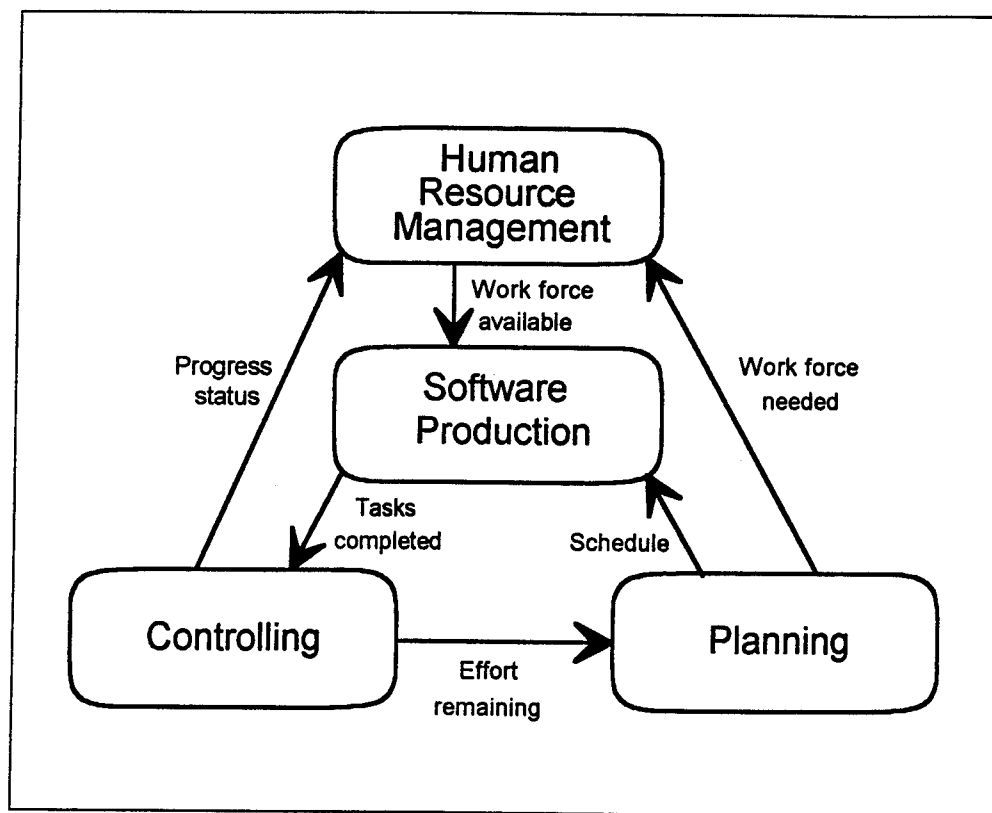 Human
Resource
Management
Work force
available
Progress
status
Work force
needed
Software
Production
Tasks
completed
Schedule
Controlling
Planning
Effort
remaining